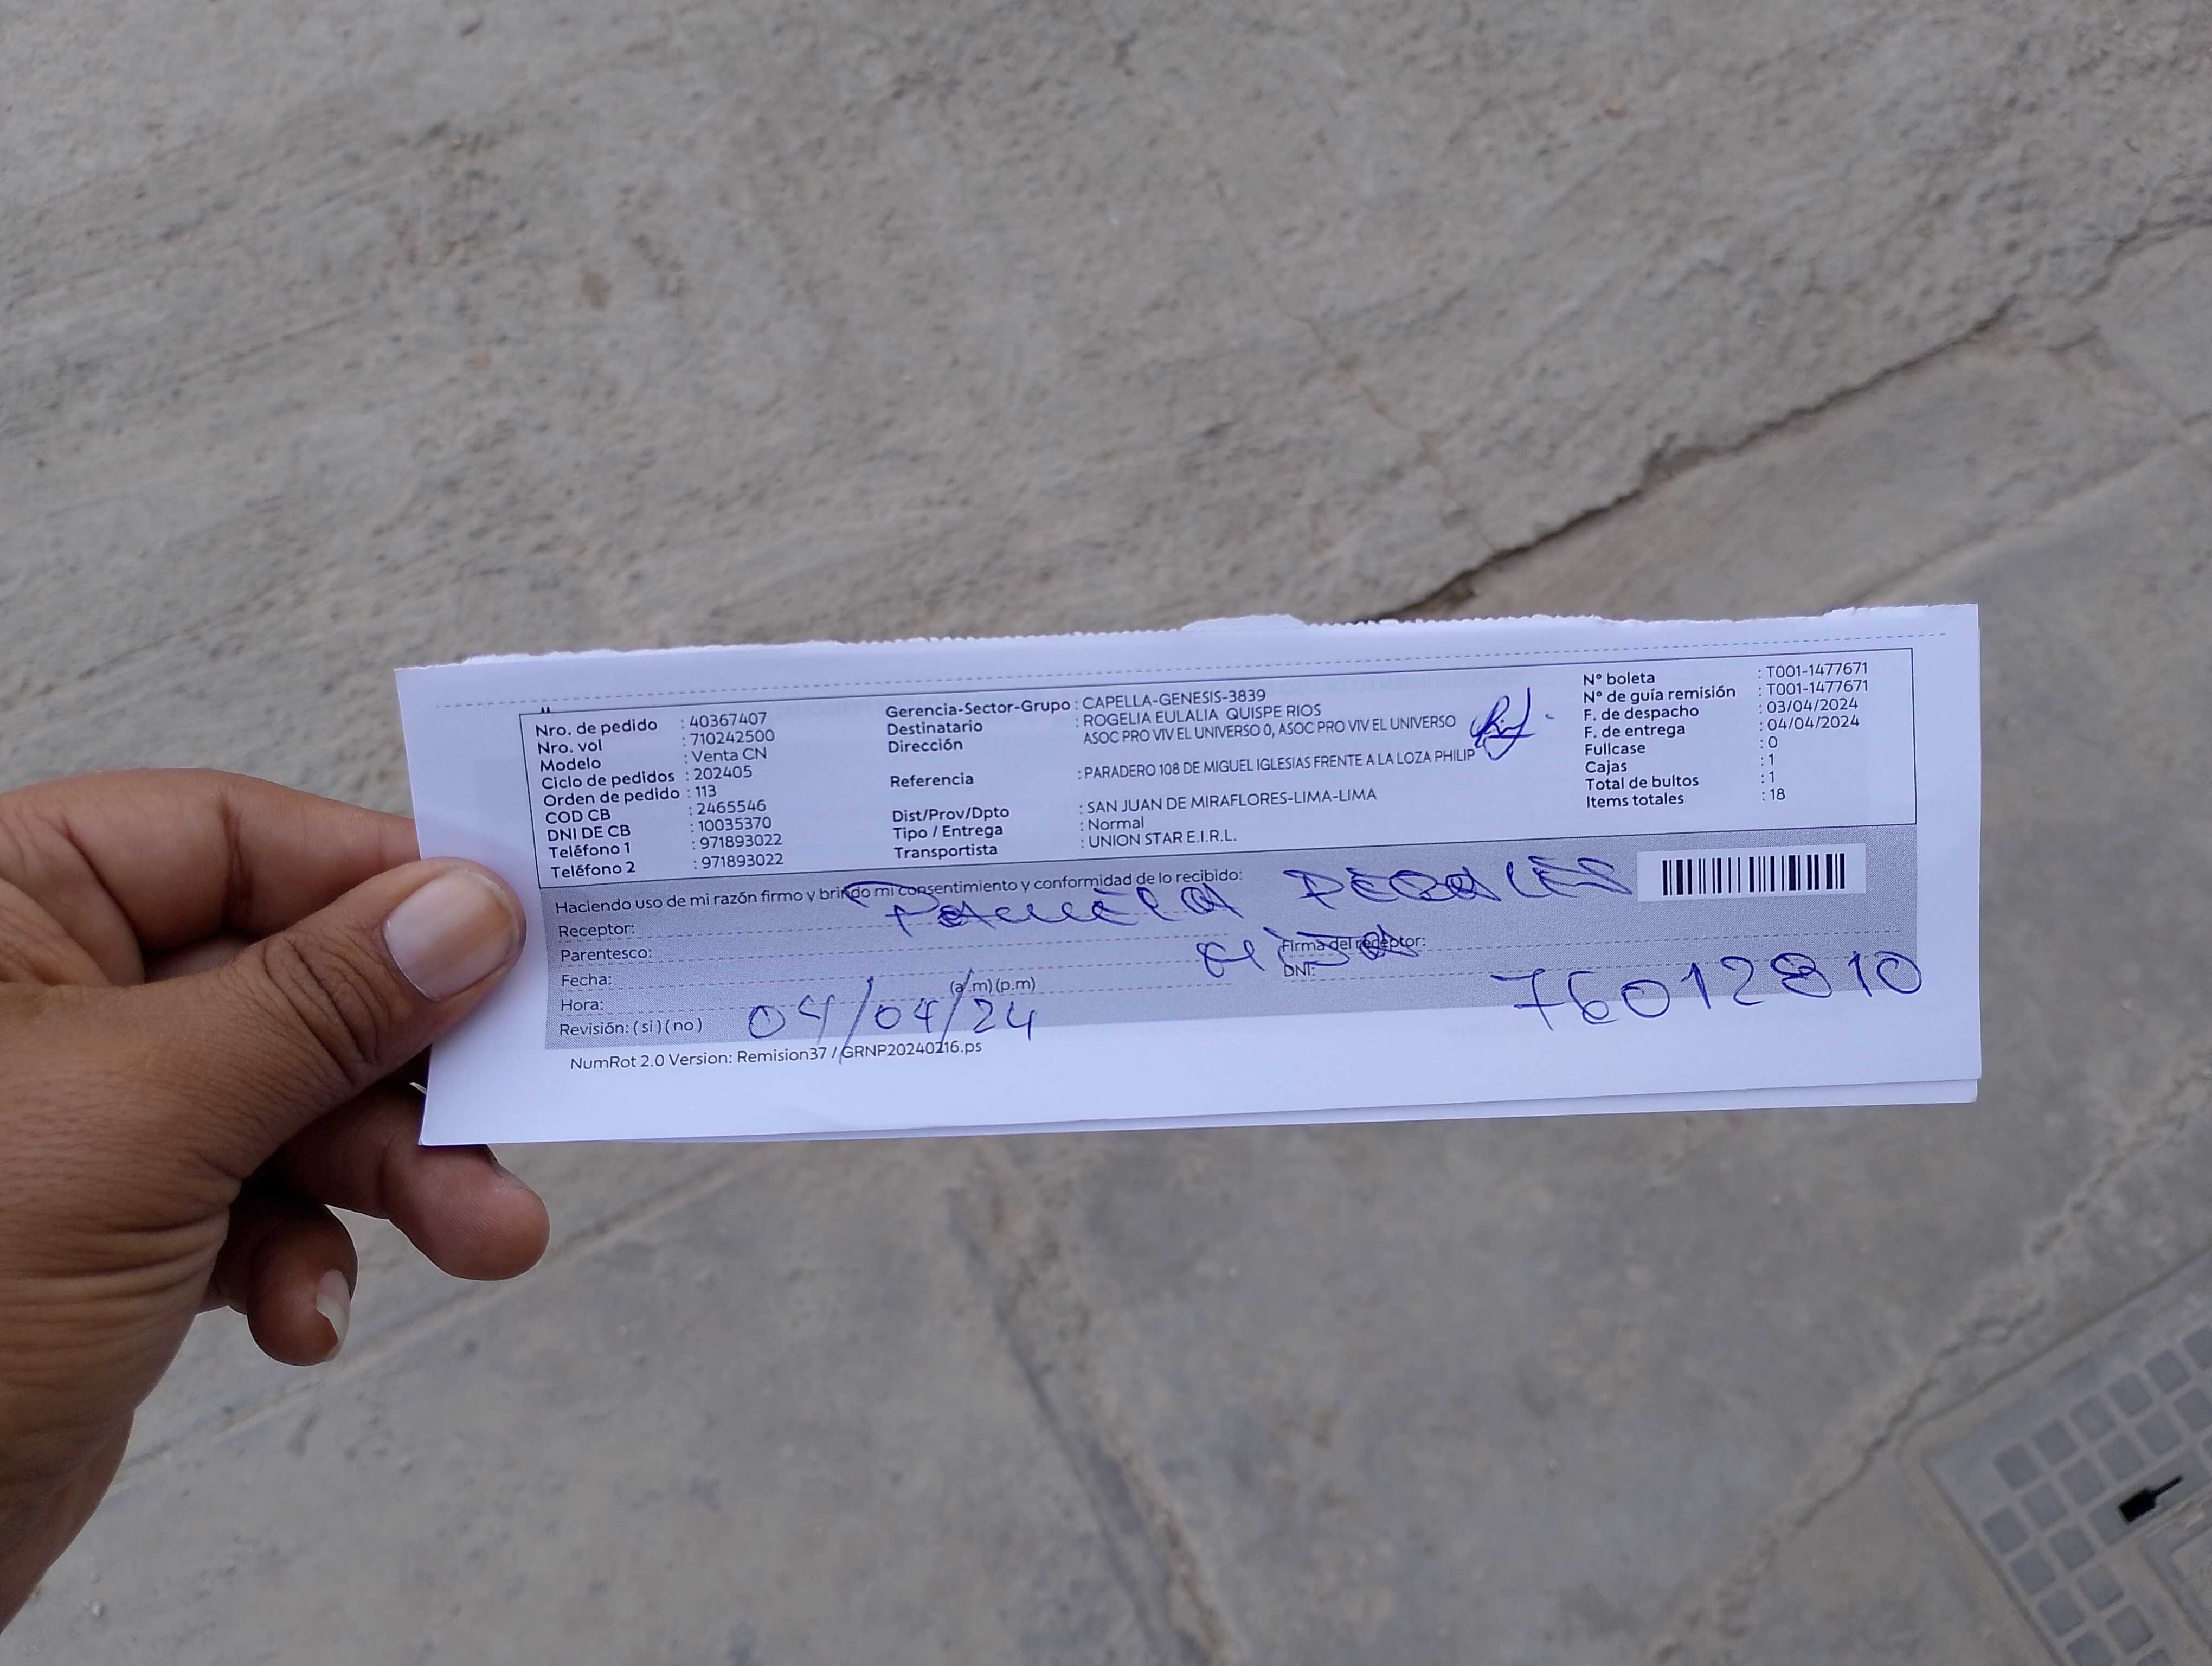 Nro. de pedido : 40367407
Nro. vol : 710242500
Modelo : Venta CN
Ciclo de pedidos : 202405
Orden de pedido : 113
COD CB : 2465546
DNI DE CB : 10035370
Teléfono 1 : 971893022
Teléfono 2 : 971893022
Gerencia-Sector-Grupo : CAPELLA-GENESIS-3839
Destinatario : ROGELIA EULALIA QUISPE RIOS
Dirección ASOC PRO VIV EL UNIVERSO 0, ASOC PRO VIV EL UNIVERSO
Referencia : PARADERO 108 DE MIGUEL IGLESIAS FRENTE A LA LOZA PHILIP
Dist/Prov/Dpto : SAN JUAN DE MIRAFLORES-LIMA-LIMA
Tipo / Entrega : Normal
Transportista : UNION STAR E.I.R.L.
Nº boleta : T001-1477671
Nº de guía remisión : T001-1477671
F. de despacho : 03/04/2024
F. de entrega : 04/04/2024
Fullcase : 0
Cajas : 1
Total de bultos : 1
Items totales : 18
Haciendo uso de mi razón firmo y brindo mi consentimiento y conformidad de lo recibido:
Receptor: Pamela
Parentesco:
Firma del receptor:
Fecha:
DNI: 76012810
Hora: (a.m) (p.m)
Revisión: ( si ) ( no ) 04/04/24
NumRot 2.0 Version: Remision37 / GRNP20240216.ps